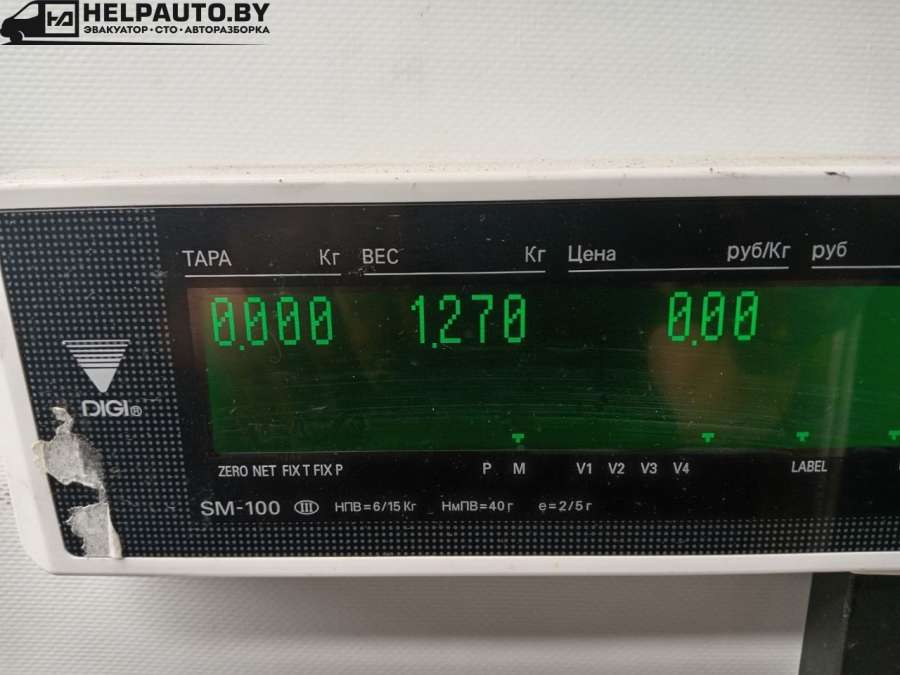 HELPAUTO.BY
ЭВАКУАТОР • СТО • АВТОРАЗБОРКА
ТАРА Кг ВЕС Кг Цена руб/Кг руб
0.000 1.270 0.00
DIGI®
ZERO NET FIX T FIX P P M V1 V2 V3 V4 LABEL
SM-100 III НПВ=6/15 Кг НмПВ=40 г e=2/5 г